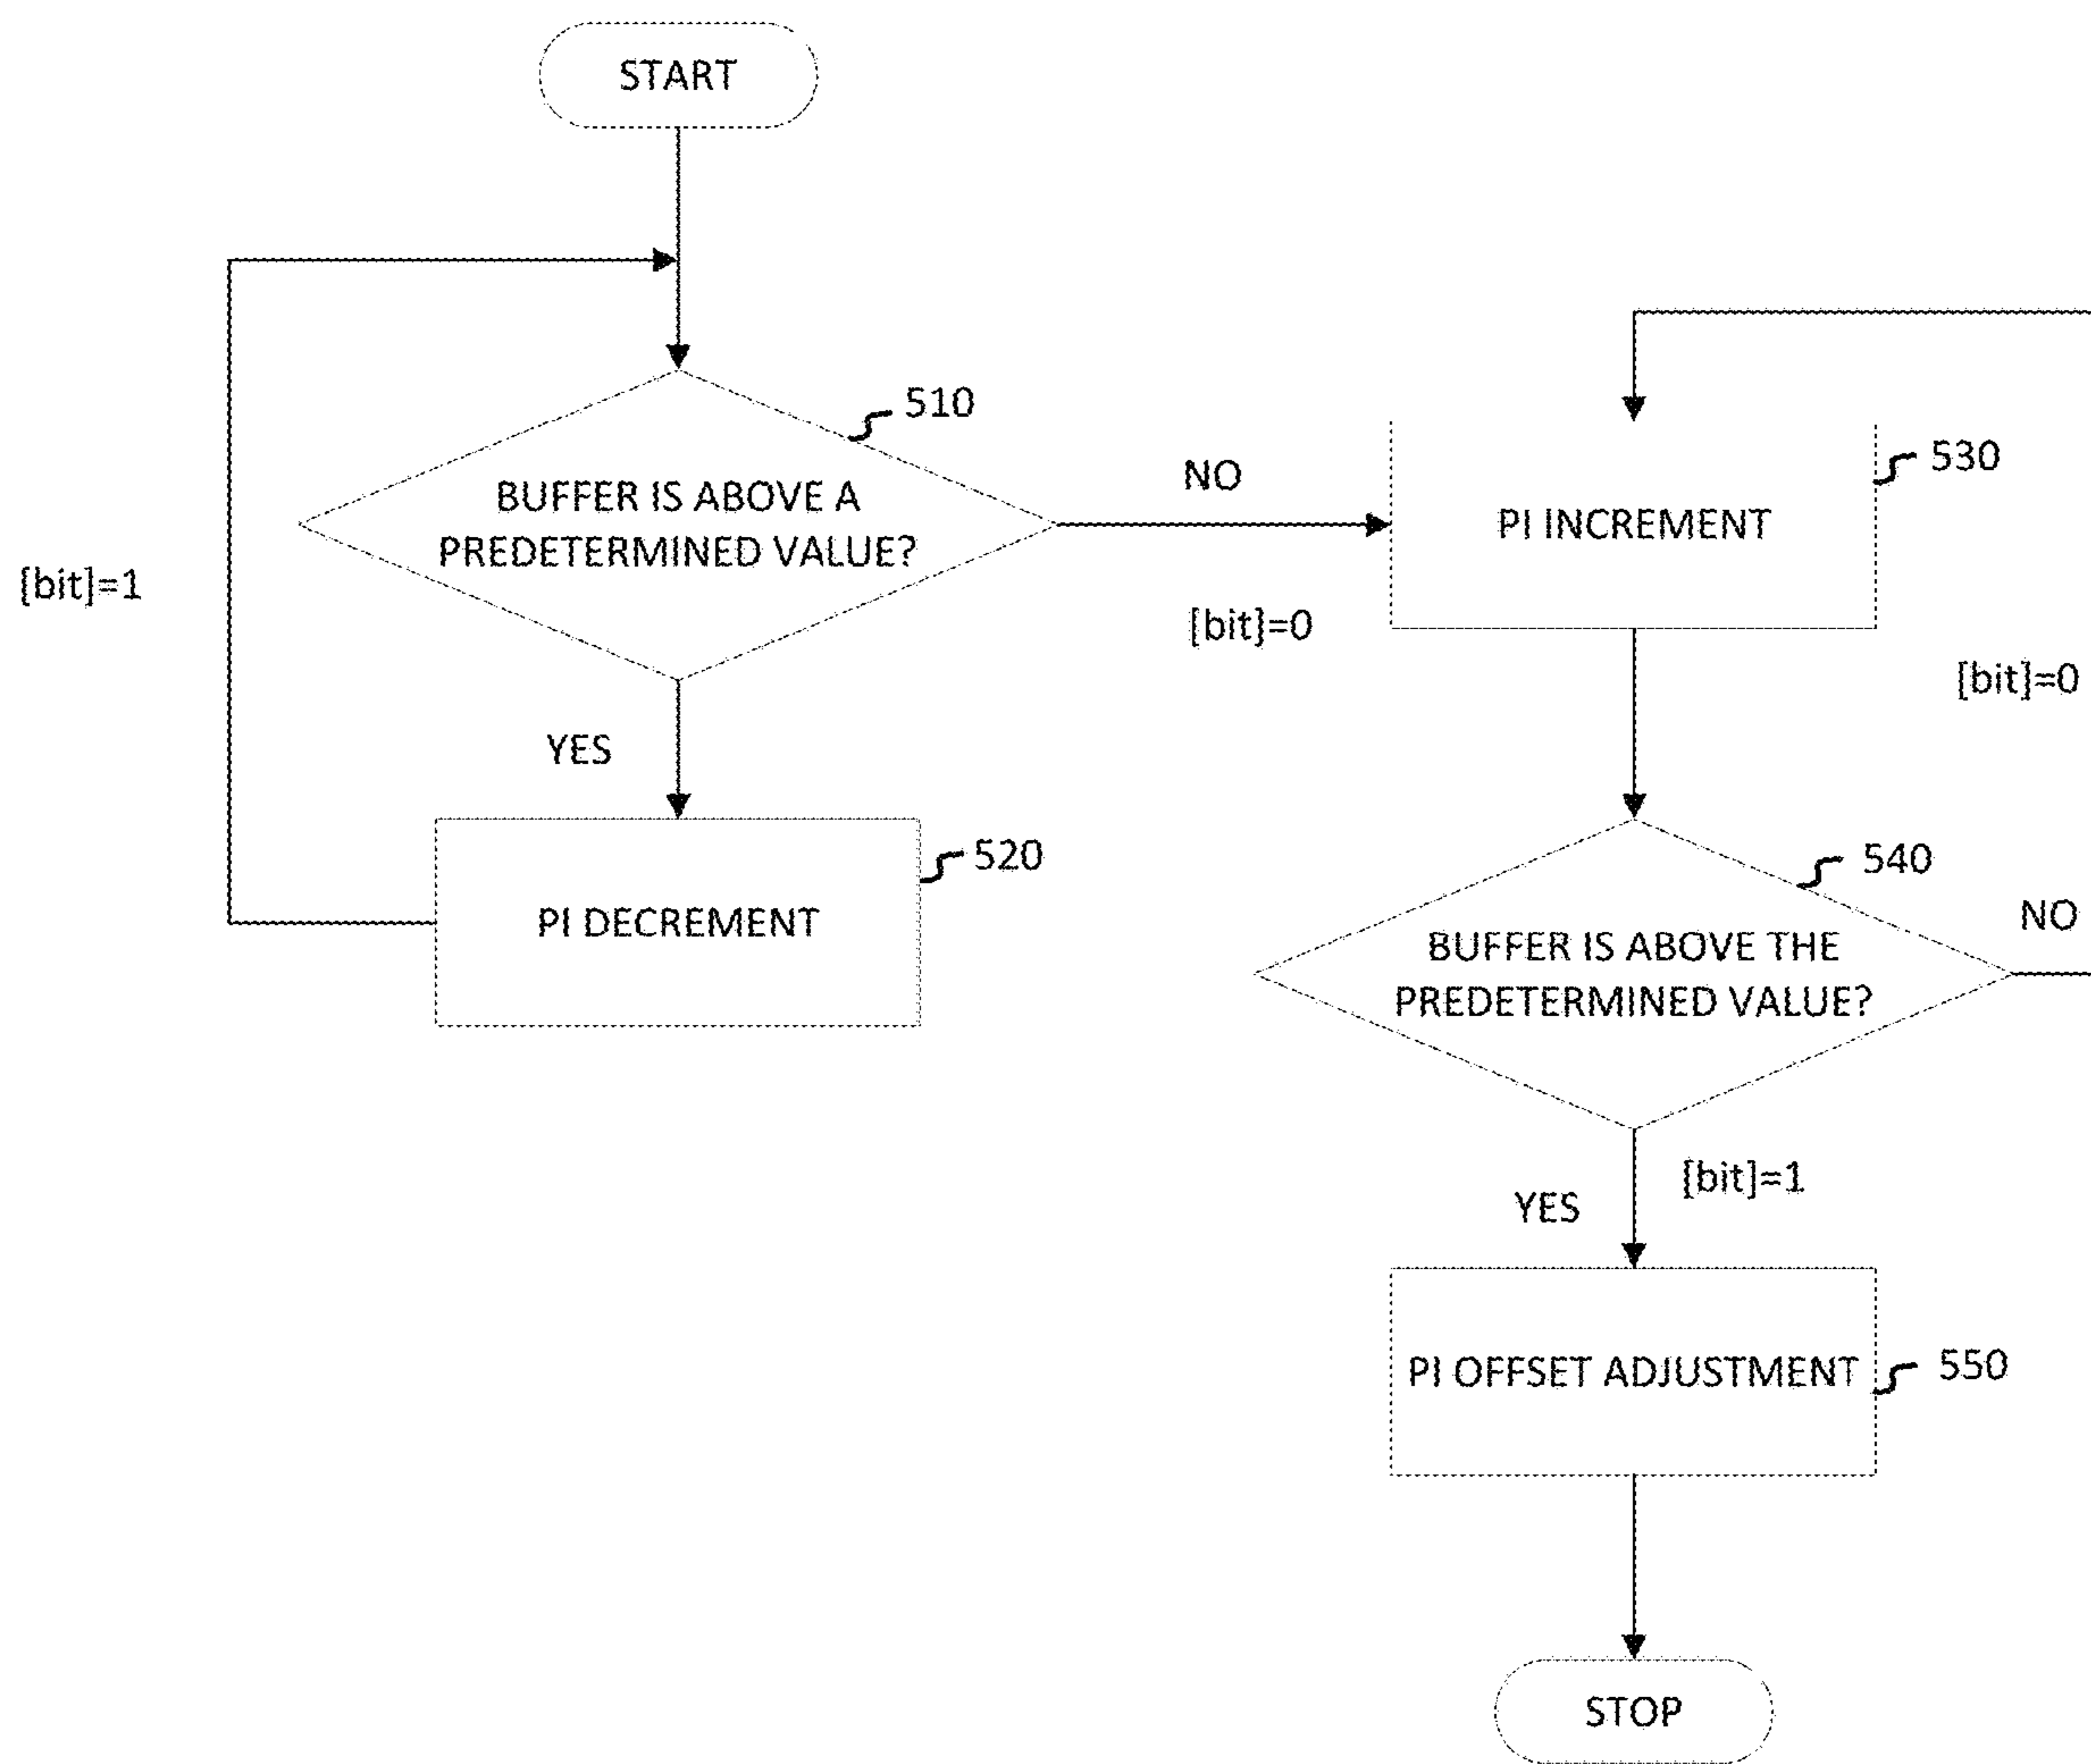 START
510
BUFFER IS ABOVE A
PREDETERMINED VALUE?
NO
[bit]=0
[bit]=1
YES
520
PI DECREMENT
530
PI INCREMENT
[bit]=0
540
BUFFER IS ABOVE THE
PREDETERMINED VALUE?
NO
YES
[bit]=1
PI OFFSET ADJUSTMENT
550
STOP